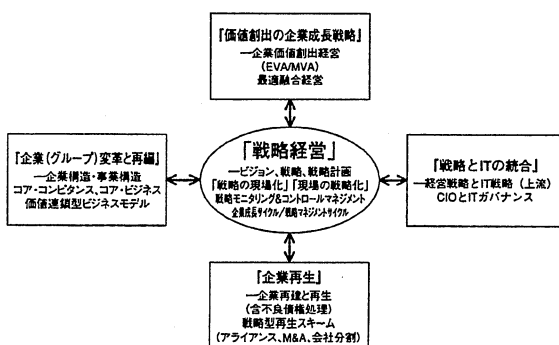 『価値創出の企業成長戦略』
―企業価値創出経営
(EVA/MVA)
最適融合経営
『企業(グループ)変革と再編』
―企業構造・事業構造
コア・コンピタンス、コア・ビジネス
価値連鎖型ビジネスモデル
「戦略経営」
―ビジョン、戦略、戦略計画
「戦略の現場化」「現場の戦略化」
戦略モニタリング&コントロールマネジメント
企業成長サイクル/戦略マネジメントサイクル
『戦略とITの統合』
―経営戦略とIT戦略(上流)
CIOとITガバナンス
『企業再生』
―企業再建と再生
(含不良債権処理)
戦略型再生スキーム
(アライアンス、M&A、会社分割)